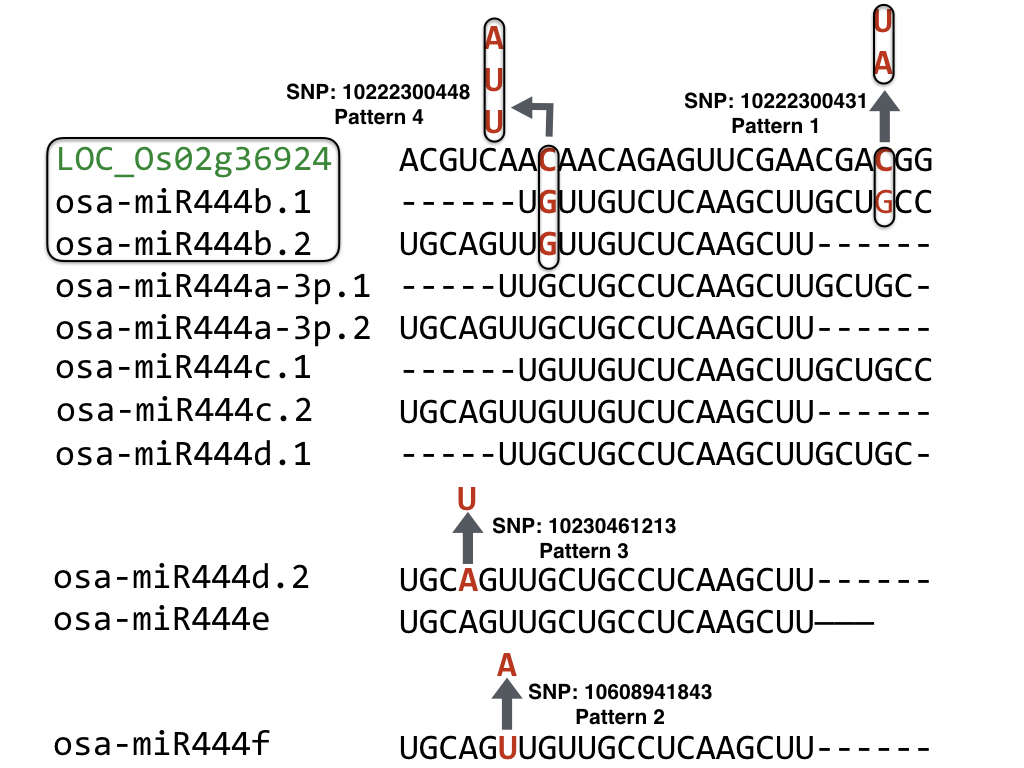 A
U
U
U
A
SNP: 10222300448
Pattern 4
SNP: 10222300431
Pattern 1
LOC_Os02g36924 ACGUCAACAACAGAGUUCGAACGACGG
osa-miR444b.1 ------UGUUGUCUCAAGCUUGCUGCC
osa-miR444b.2 UGCAGUUGUUGUCUCAAGCUU------
osa-miR444a-3p.1 -----UUGCUGCCUCAAGCUUGCUGC-
osa-miR444a-3p.2 UGCAGUUGCUGCCUCAAGCUU------
osa-miR444c.1 ------UGUUGUCUCAAGCUUGCUGCC
osa-miR444c.2 UGCAGUUGUUGUCUCAAGCUU------
osa-miR444d.1 -----UUGCUGCCUCAAGCUUGCUGC-
U
SNP: 10230461213
Pattern 3
osa-miR444d.2 UGCAGUUGCUGCCUCAAGCUU------
osa-miR444e UGCAGUUGCUGCCUCAAGCUU———
A
SNP: 10608941843
Pattern 2
osa-miR444f UGCAGUUGUUGCCUCAAGCUU------